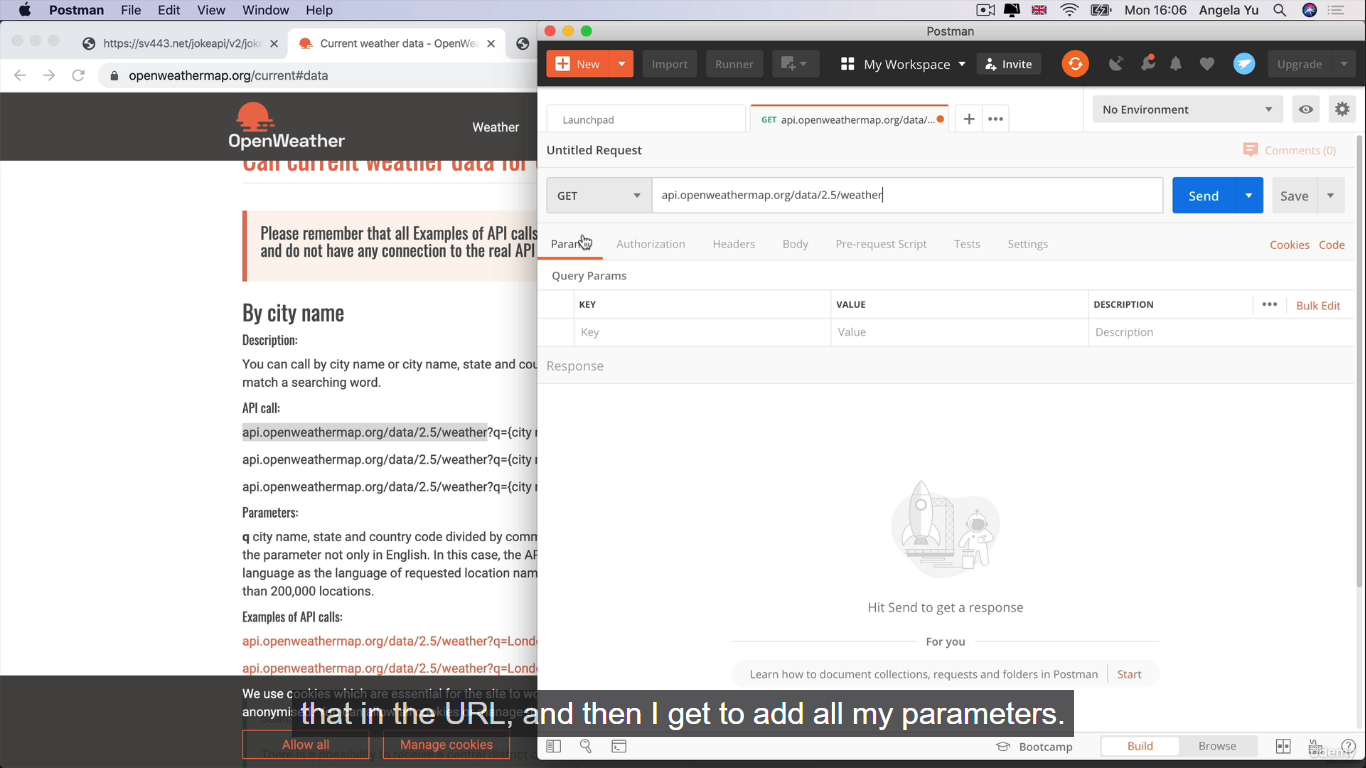 Postman File Edit View Window Help Mon 16:06 Angela Yu
https://sv443.net/jokeapi/v2/joke
Current weather data - OpenWea
openweathermap.org/current#data
OpenWeather
Weather
Can current weather data for
Please remember that all Examples of API calls
and do not have any connection to the real API
By city name
Description:
You can call by city name or city name, state and cou
match a searching word.
API call:
api.openweathermap.org/data/2.5/weather?q={city n
api.openweathermap.org/data/2.5/weather?q={city n
api.openweathermap.org/data/2.5/weather?q={city n
Parameters:
q city name, state and country code divided by comm
the parameter not only in English. In this case, the AP
language as the language of requested location nam
than 200,000 locations.
Examples of API calls:
api.openweathermap.org/data/2.5/weather?q=Londo
api.openweathermap.org/data/2.5/weather?q=Londo
We use cookies which are essential for the site to wo
Allow all
Manage cookies
Postman
New
Import
Runner
My Workspace
Invite
Upgrade
Launchpad
GET api.openweathermap.org/data/...
No Environment
Untitled Request
Comments (0)
GET
api.openweathermap.org/data/2.5/weather
Send
Save
Params Authorization Headers Body Pre-request Script Tests Settings
Cookies Code
Query Params
KEY VALUE DESCRIPTION
Bulk Edit
Key Value Description
Response
Hit Send to get a response
For you
Learn how to document collections, requests and folders in Postman Start
that in the URL, and then I get to add all my parameters.
Bootcamp Build Browse
Udemy